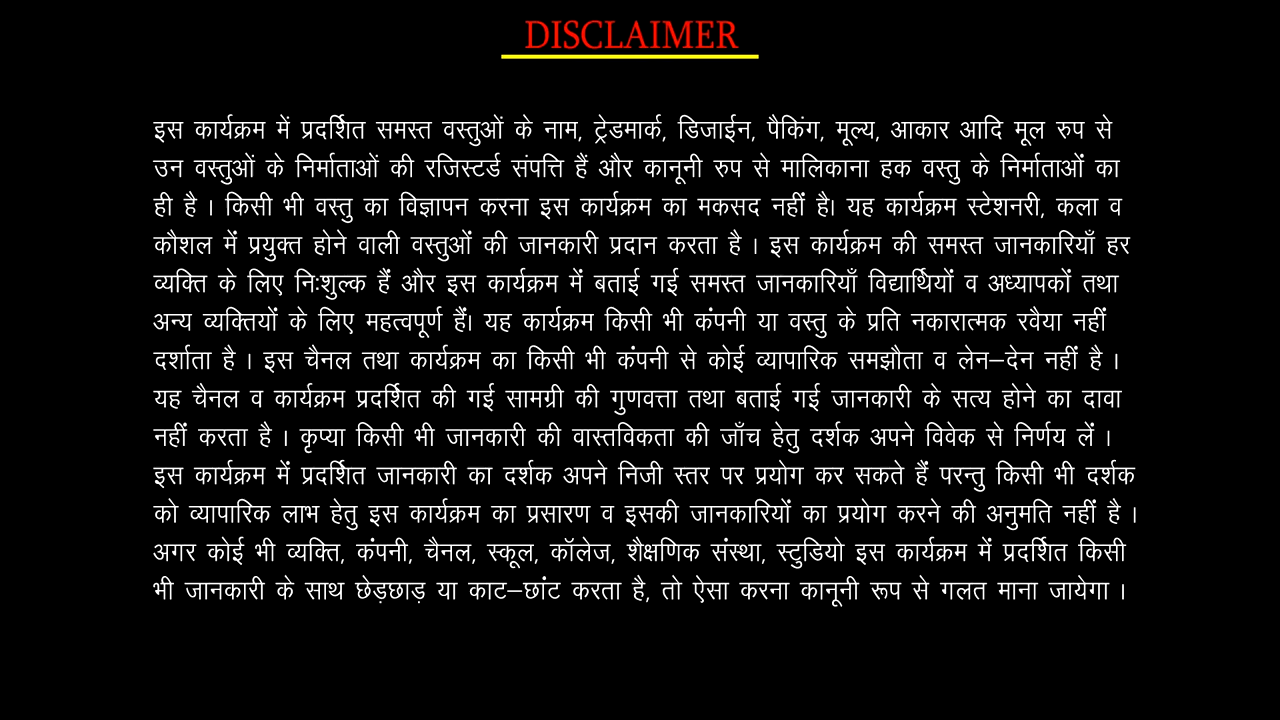 DISCLAIMER
इस कार्यक्रम में प्रदर्शित समस्त वस्तुओं के नाम, ट्रेडमार्क, डिजाईन, पैकिंग, मूल्य, आकार आदि मूल रुप से
उन वस्तुओं के निर्माताओं की रजिस्टर्ड संपत्ति हैं और कानूनी रुप से मालिकाना हक वस्तु के निर्माताओं का
ही है । किसी भी वस्तु का विज्ञापन करना इस कार्यक्रम का मकसद नहीं है। यह कार्यक्रम स्टेशनरी, कला व
कौशल में प्रयुक्त होने वाली वस्तुओं की जानकारी प्रदान करता है । इस कार्यक्रम की समस्त जानकारियाँ हर
व्यक्ति के लिए निःशुल्क हैं और इस कार्यक्रम में बताई गई समस्त जानकारियाँ विद्यार्थियों व अध्यापकों तथा
अन्य व्यक्तियों के लिए महत्वपूर्ण हैं। यह कार्यक्रम किसी भी कंपनी या वस्तु के प्रति नकारात्मक रवैया नहीं
दर्शाता है । इस चैनल तथा कार्यक्रम का किसी भी कंपनी से कोई व्यापारिक समझौता व लेन–देन नहीं है ।
यह चैनल व कार्यक्रम प्रदर्शित की गई सामग्री की गुणवत्ता तथा बताई गई जानकारी के सत्य होने का दावा
नहीं करता है । कृप्या किसी भी जानकारी की वास्तविकता की जाँच हेतु दर्शक अपने विवेक से निर्णय लें ।
इस कार्यक्रम में प्रदर्शित जानकारी का दर्शक अपने निजी स्तर पर प्रयोग कर सकते हैं परन्तु किसी भी दर्शक
को व्यापारिक लाभ हेतु इस कार्यक्रम का प्रसारण व इसकी जानकारियों का प्रयोग करने की अनुमति नहीं है ।
अगर कोई भी व्यक्ति, कंपनी, चैनल, स्कूल, कॉलेज, शैक्षणिक संस्था, स्टुडियो इस कार्यक्रम में प्रदर्शित किसी
भी जानकारी के साथ छेड़छाड़ या काट–छांट करता है, तो ऐसा करना कानूनी रूप से गलत माना जायेगा ।